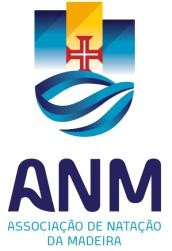 ANM
ASSOCIAÇÃO DE NATAÇÃO
DA MADEIRA